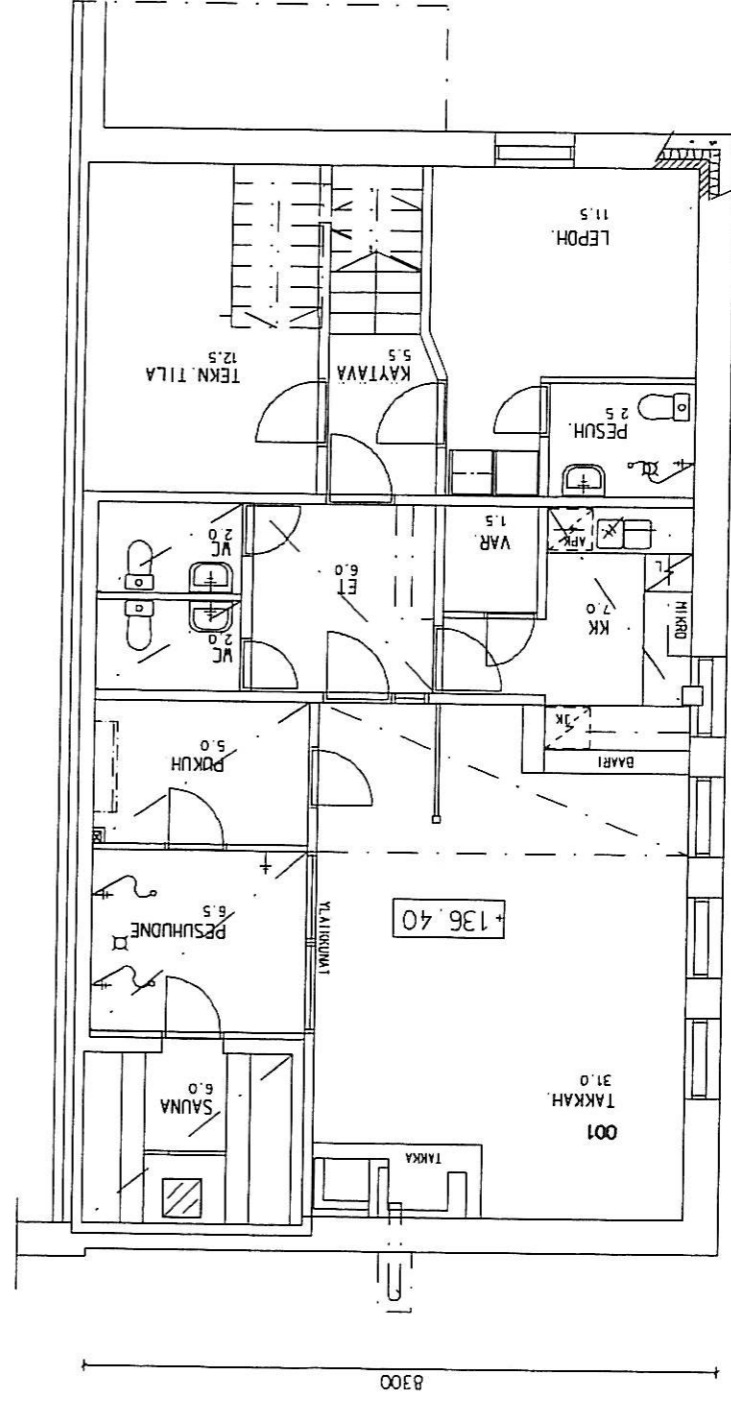 8300
TAKKA
001
TAKKAH.
31.0
SAUNA
6.0
+136.40
YLAIKKUNAT
PESUHUONE
6.5
BAARI
JK
PUKUH
5.0
MIKRO
KK
7.0
L
APK
VAR.
1.5
ET
6.0
WC
2.0
WC
2.0
PESUH.
2.5
KÄYTÄVÄ
5.5
TEKN. TILA
12.5
LEPOH.
11.5